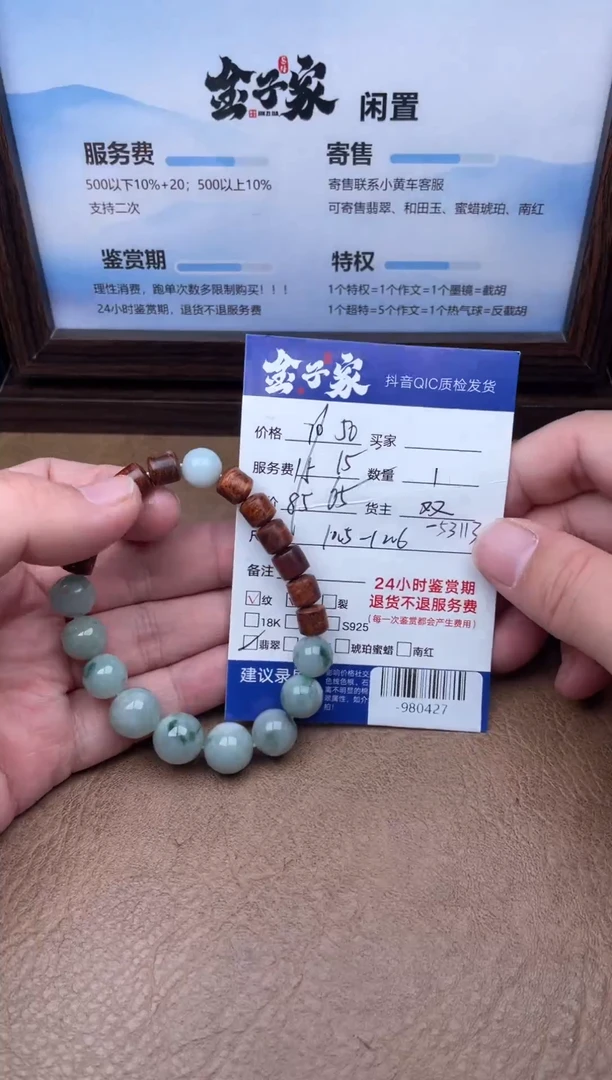 金子家 闲置
服务费
500以下10%+20；500以上10%
支持二次
寄售
寄售联系小黄车客服
可寄售翡翠、和田玉、蜜蜡琥珀、南红
鉴赏期
理性消费，跑单次数多限制购买！！！
24小时鉴赏期，退货不退服务费
特权
1个特权=1个作文=1个墨镜=截胡
1个超特=5个作文=1个热气球=反截胡
金子家 抖音QIC质检发货
价格 70 50 买家
服务费 15 15 数量 1
价 85 65 货主 双
-53113
备注
24小时鉴赏期
退货不退服务费
(每一次鉴赏都会产生费用)
纹 裂
18K S925
翡翠 琥珀蜜蜡 南红
建议录
-980427